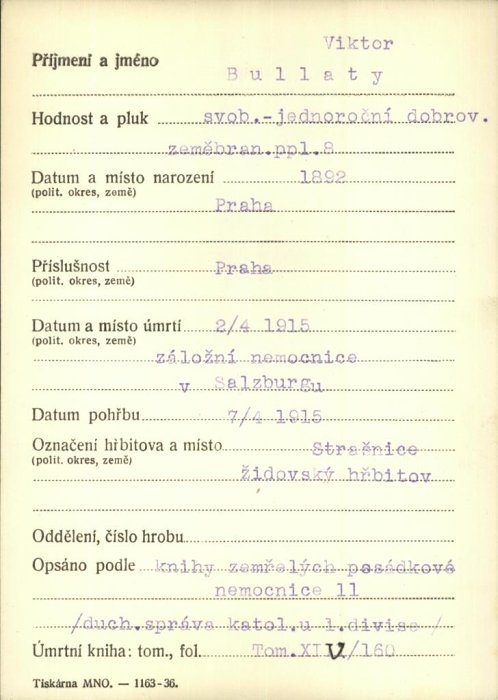 Viktor
Příjmení a jméno
Bullaty
Hodnost a pluk svob.-jednoroční dobrov.
zeměbran.ppl.8
Datum a místo narození 1892
(polit. okres, země)
Praha
Příslušnost Praha
(polit. okres, země)
Datum a místo úmrtí 2/4 1915
(polit. okres, země)
záložní nemocnice
v Salzburgu
Datum pohřbu 7/4 1915
Označení hřbitova a místo Strašnice
(polit. okres, země)
židovský hřbitov
Oddělení, číslo hrobu
Opsáno podle knihy zemřelých posádkové
nemocnice 11
/duch.správa katol.u 1.divise/
Úmrtní kniha: tom., fol. Tom.XIV/160
Tiskárna MNO. — 1163-36.